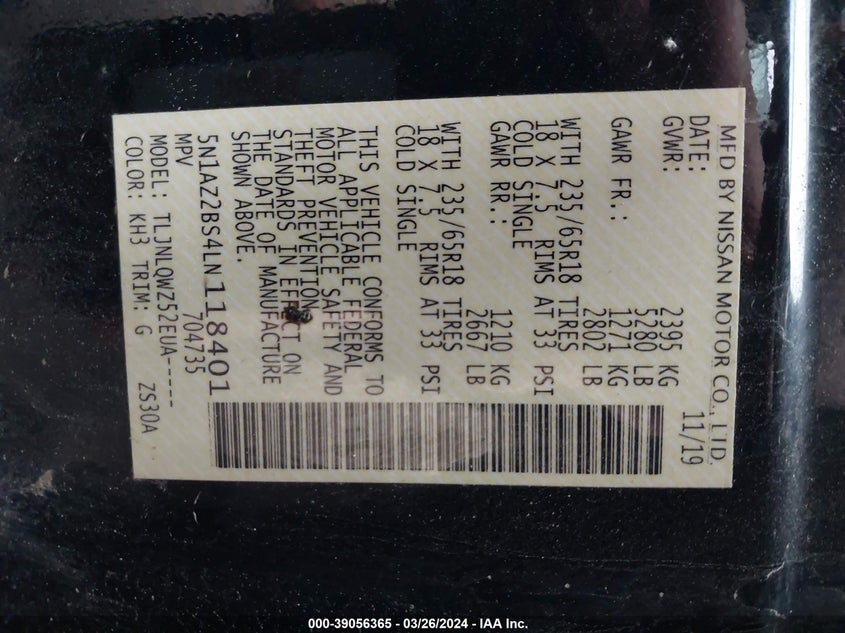 MFD BY NISSAN MOTOR CO., LTD.
DATE: 11/19
GVWR: 2395 KG
5280 LB
GAWR FR.: 1271 KG
2802 LB
WITH 235/65R18 TIRES
18 X 7.5 RIMS AT 33 PSI
COLD SINGLE
GAWR RR.: 1210 KG
2667 LB
WITH 235/65R18 TIRES
18 X 7.5 RIMS AT 33 PSI
COLD SINGLE
THIS VEHICLE CONFORMS TO
ALL APPLICABLE FEDERAL
MOTOR VEHICLE SAFETY AND
THEFT PREVENTION
STANDARDS IN EFFECT ON
THE DATE OF MANUFACTURE
SHOWN ABOVE.
5N1AZ2BS4LN118401
MPV 704735
MODEL: TLJNLQWZ52EUA-----
COLOR: KH3 TRIM: G ZS30A
000-39056365 - 03/26/2024 - IAA Inc.